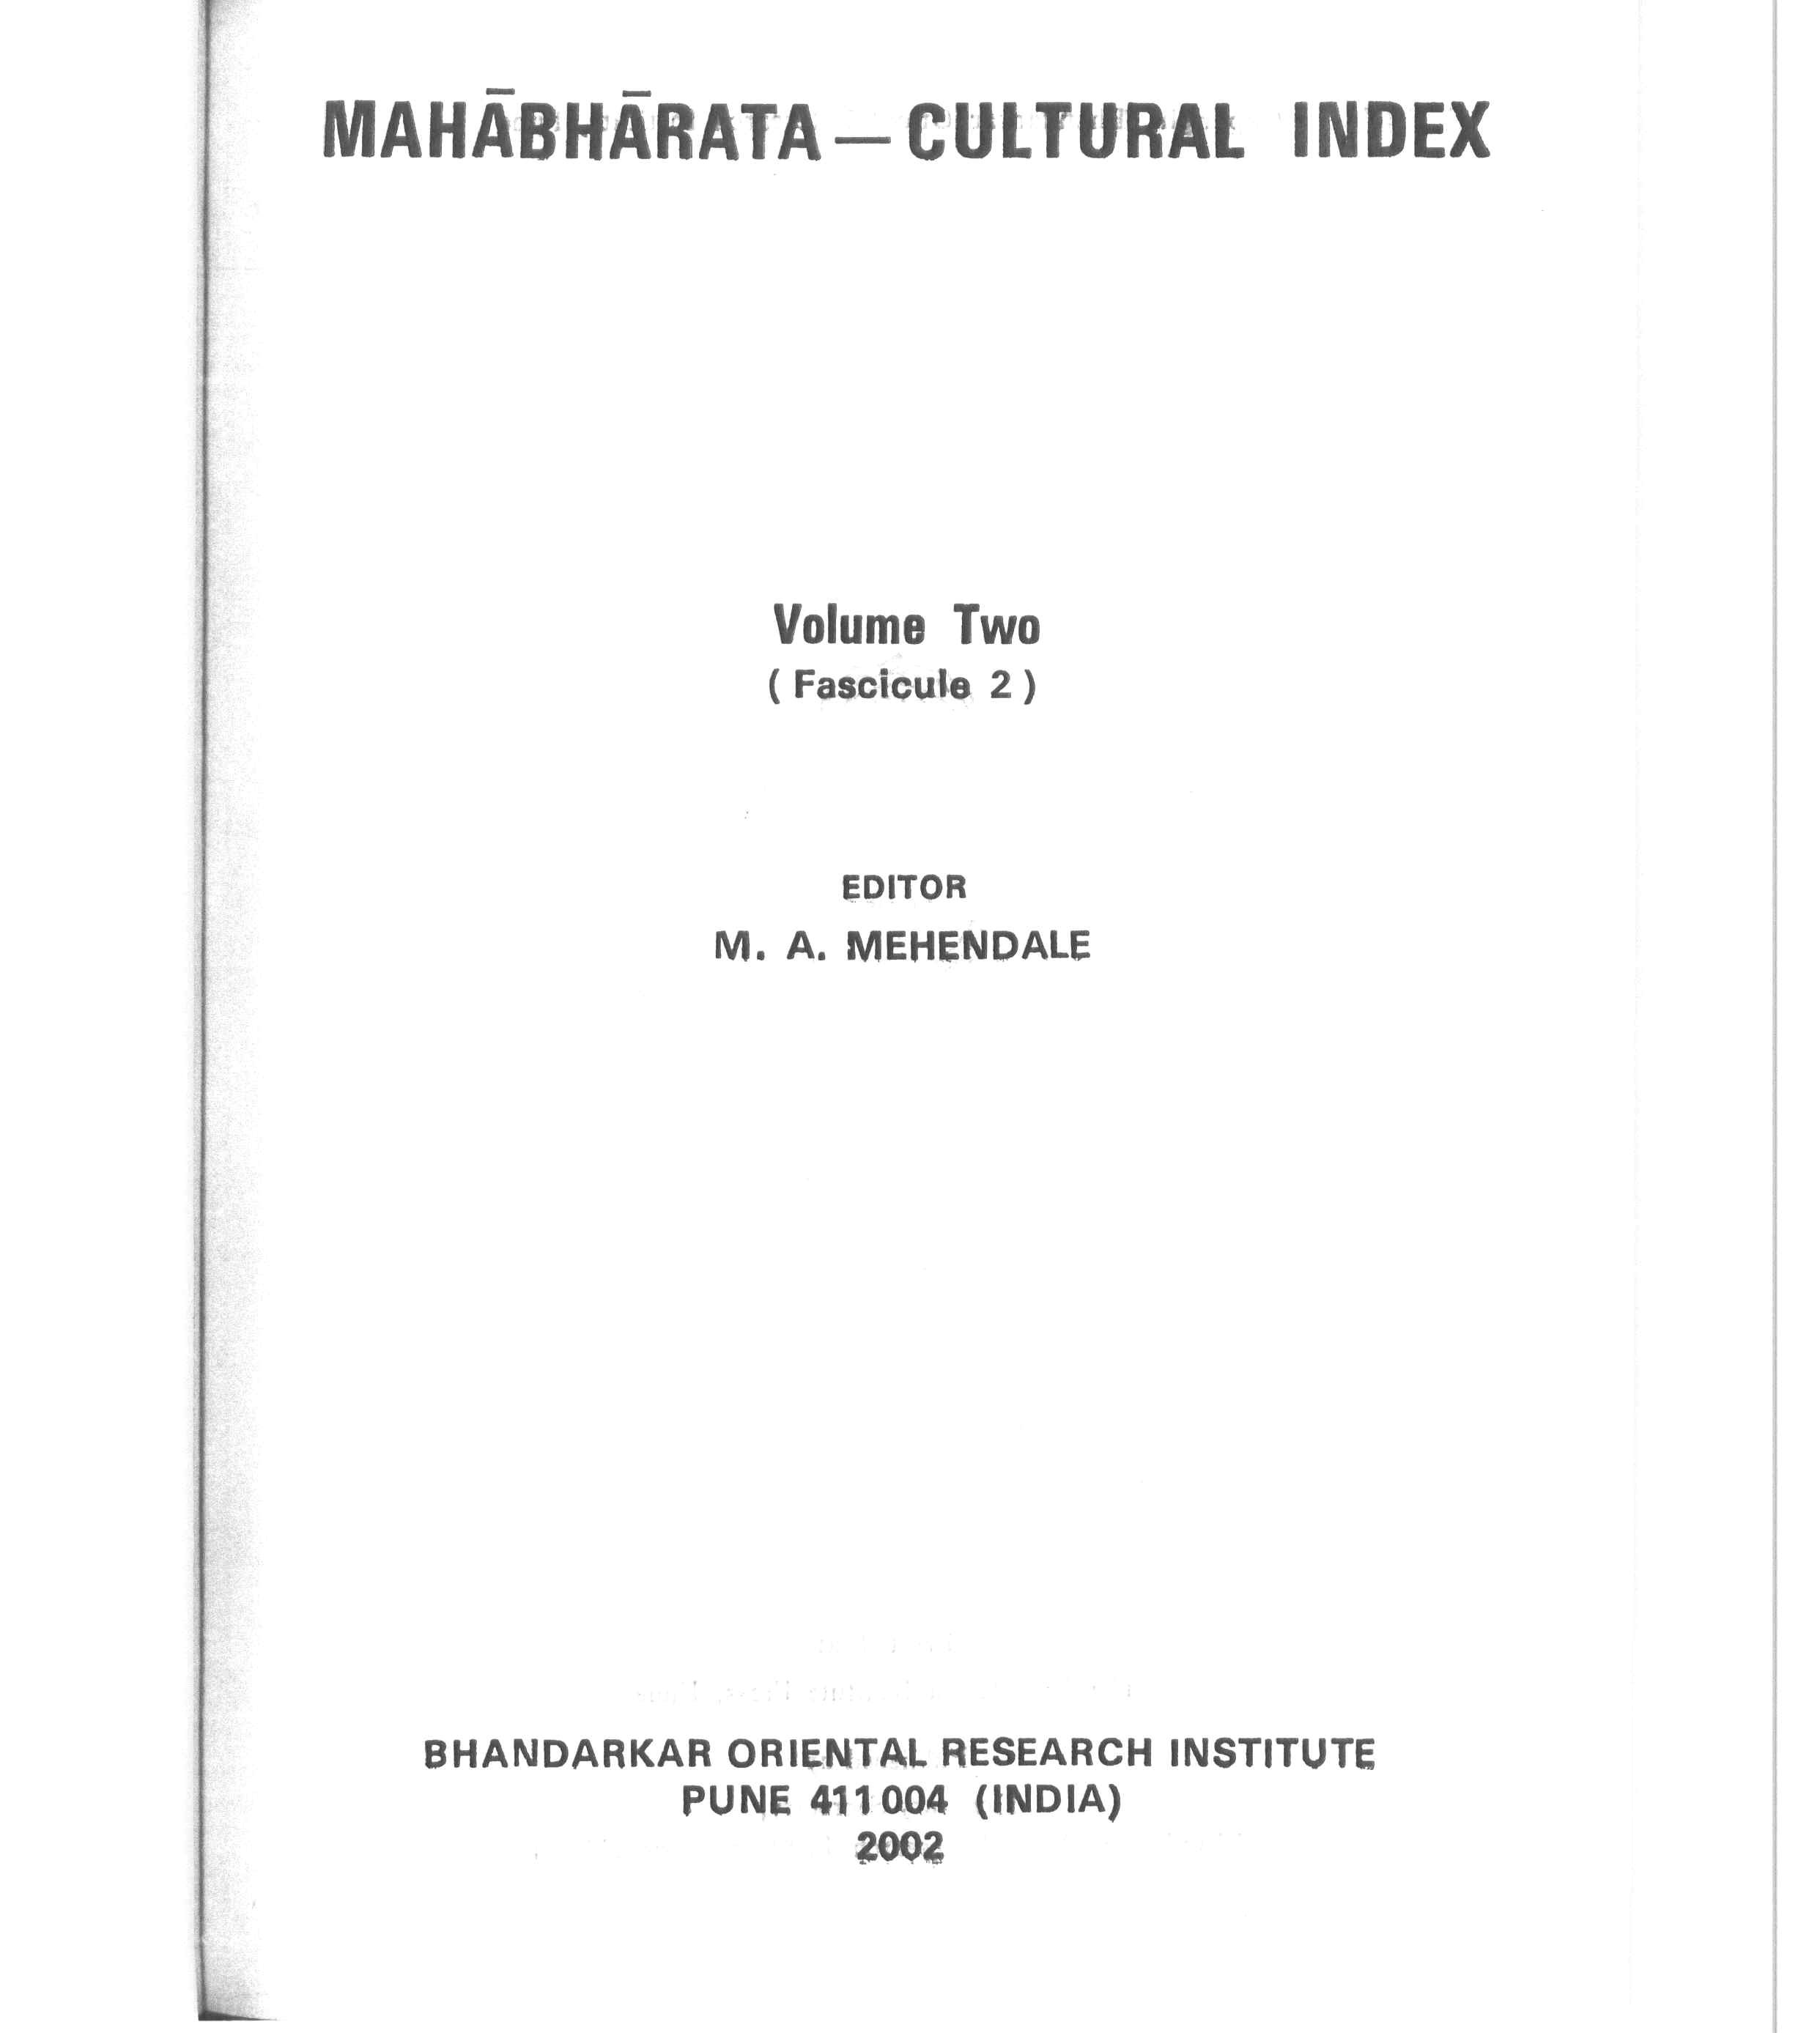 MAHĀBHĀRATA — CULTURAL INDEX
Volume Two
( Fascicule 2 )
EDITOR
M. A. MEHENDALE
BHANDARKAR ORIENTAL RESEARCH INSTITUTE
PUNE 411 004 (INDIA)
2002